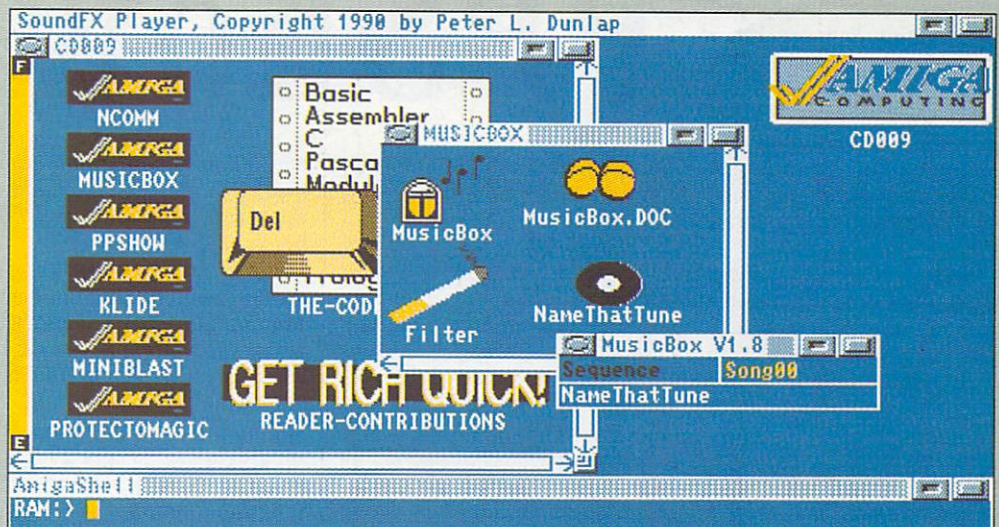 SoundFX Player, Copyright 1990 by Peter L. Dunlap
CD009
F
AMIGA
NCOMM
AMIGA
MUSICBOX
AMIGA
PPSHOW
AMIGA
KLIDE
AMIGA
MINIBLAST
AMIGA
PROTECTOMAGIC
E
Basic
Assembler
C
Pasca
Modul
Del
Prolog
THE-CODE
GET RICH QUICK!
READER-CONTRIBUTIONS
MUSICBOX
MusicBox
MusicBox.DOC
Filter
NameThatTune
MusicBox V1.8
Sequence Song00
NameThatTune
AMIGA
COMPUTING
CD009
AmigaShell
RAM:>